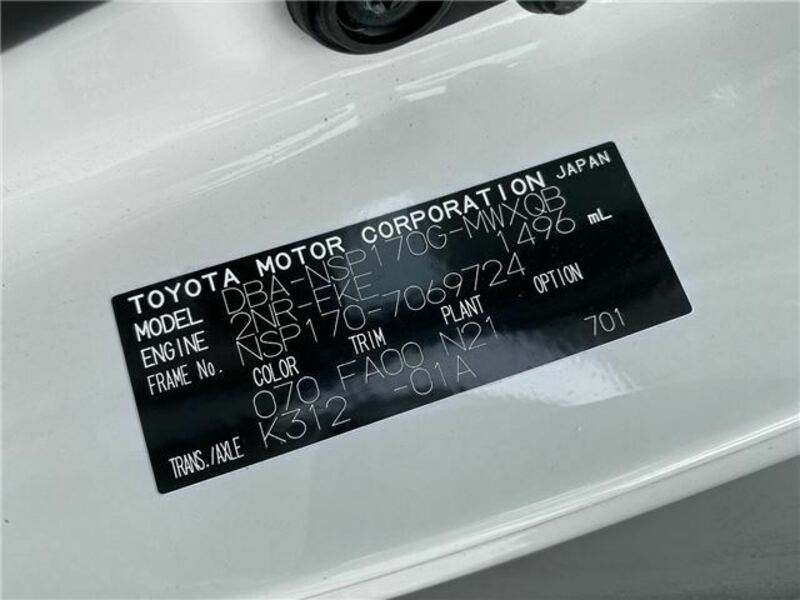 TOYOTA MOTOR CORPORATION JAPAN
MODEL DBA-NSP170G-MWXQB
ENGINE 2NR-FKE 1496 mL
FRAME No. NSP170-7069724
COLOR TRIM PLANT OPTION
070 FA00 N21 701
TRANS./AXLE K312 -01A